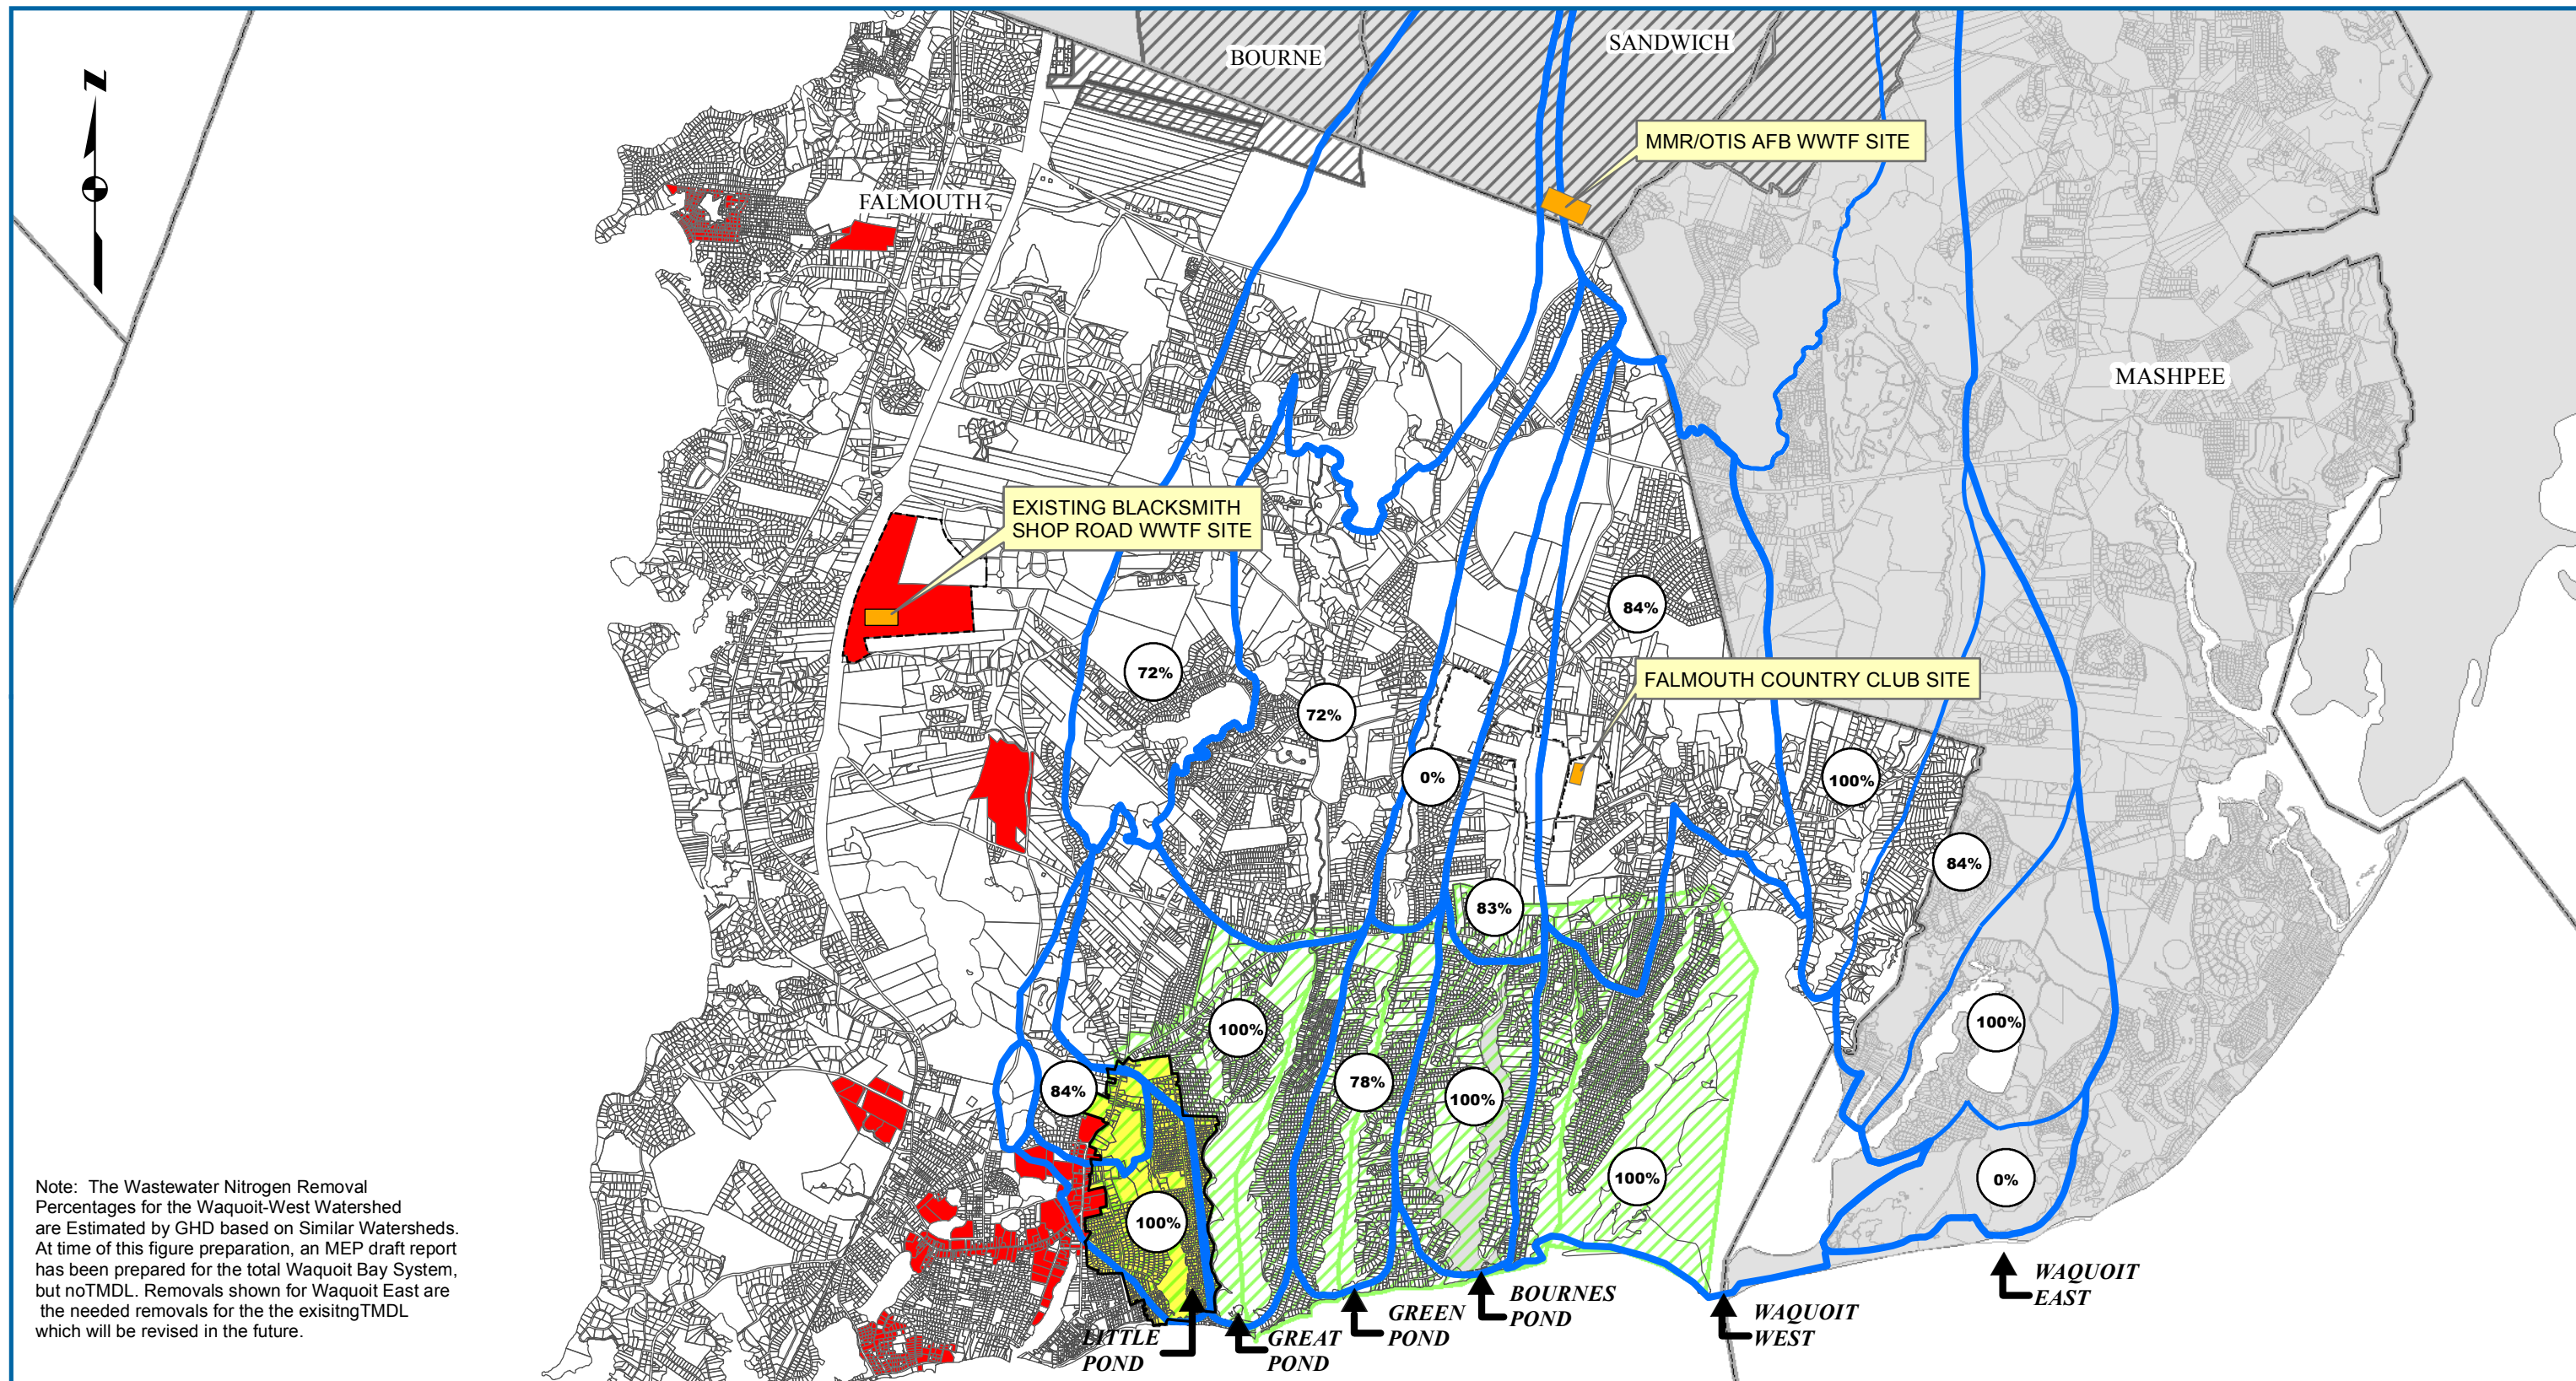 N
BOURNE
SANDWICH
MMR/OTIS AFB WWTF SITE
FALMOUTH
MASHPEE
EXISTING BLACKSMITH
SHOP ROAD WWTF SITE
84%
72%
FALMOUTH COUNTRY CLUB SITE
72%
0%
100%
84%
83%
100%
100%
78%
84%
100%
100%
100%
0%
Note: The Wastewater Nitrogen Removal
Percentages for the Waquoit-West Watershed
are Estimated by GHD based on Similar Watersheds.
At time of this figure preparation, an MEP draft report
has been prepared for the total Waquoit Bay System,
but noTMDL. Removals shown for Waquoit East are
the needed removals for the the exisitngTMDL
which will be revised in the future.
LITTLE
POND
GREAT
POND
GREEN
POND
BOURNES
POND
WAQUOIT
WEST
WAQUOIT
EAST